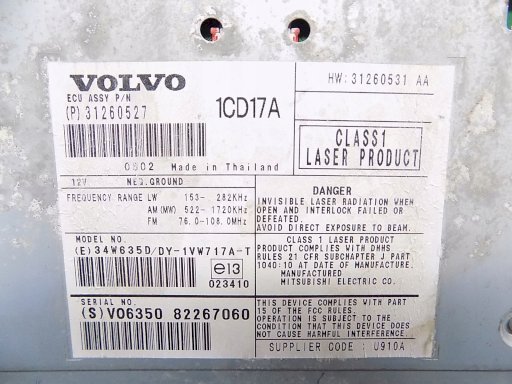 VOLVO
ECU ASSY P/N
(P) 31260527
1CD17A
HW: 31260531 AA
CLASS1
LASER PRODUCT
0602 Made in Thailand
12V NEG.GROUND
FREQUENCY RANGE LW 153- 282KHz
AM(MW) 522-1720KHz
FM 76.0-108.0MHz
MODEL NO.
(E)34W635D/DY-1VW717A-T
e13
023410
SERIAL NO.
(S)V06350 82267060
DANGER
INVISIBLE LASER RADIATION WHEN
OPEN AND INTERLOCK FAILED OR
DEFEATED.
AVOID DIRECT EXPOSURE TO BEAM.
CLASS 1 LASER PRODUCT
PRODUCT COMPLIES WITH DHHS
RULES 21 CFR SUBCHAPTER J PART
1040:10 AT DATE OF MANUFACTURE.
MANUFACTURED
MITSUBISHI ELECTRIC CO.
THIS DEVICE COMPLIES WITH PART
15 OF THE FCC RULES.
OPERATION IS SUBJECT TO THE
CONDITION THAT THIS DEVICE DOES
NOT CAUSE HARMFUL INTERFERENCE.
SUPPLIER CODE : U910A